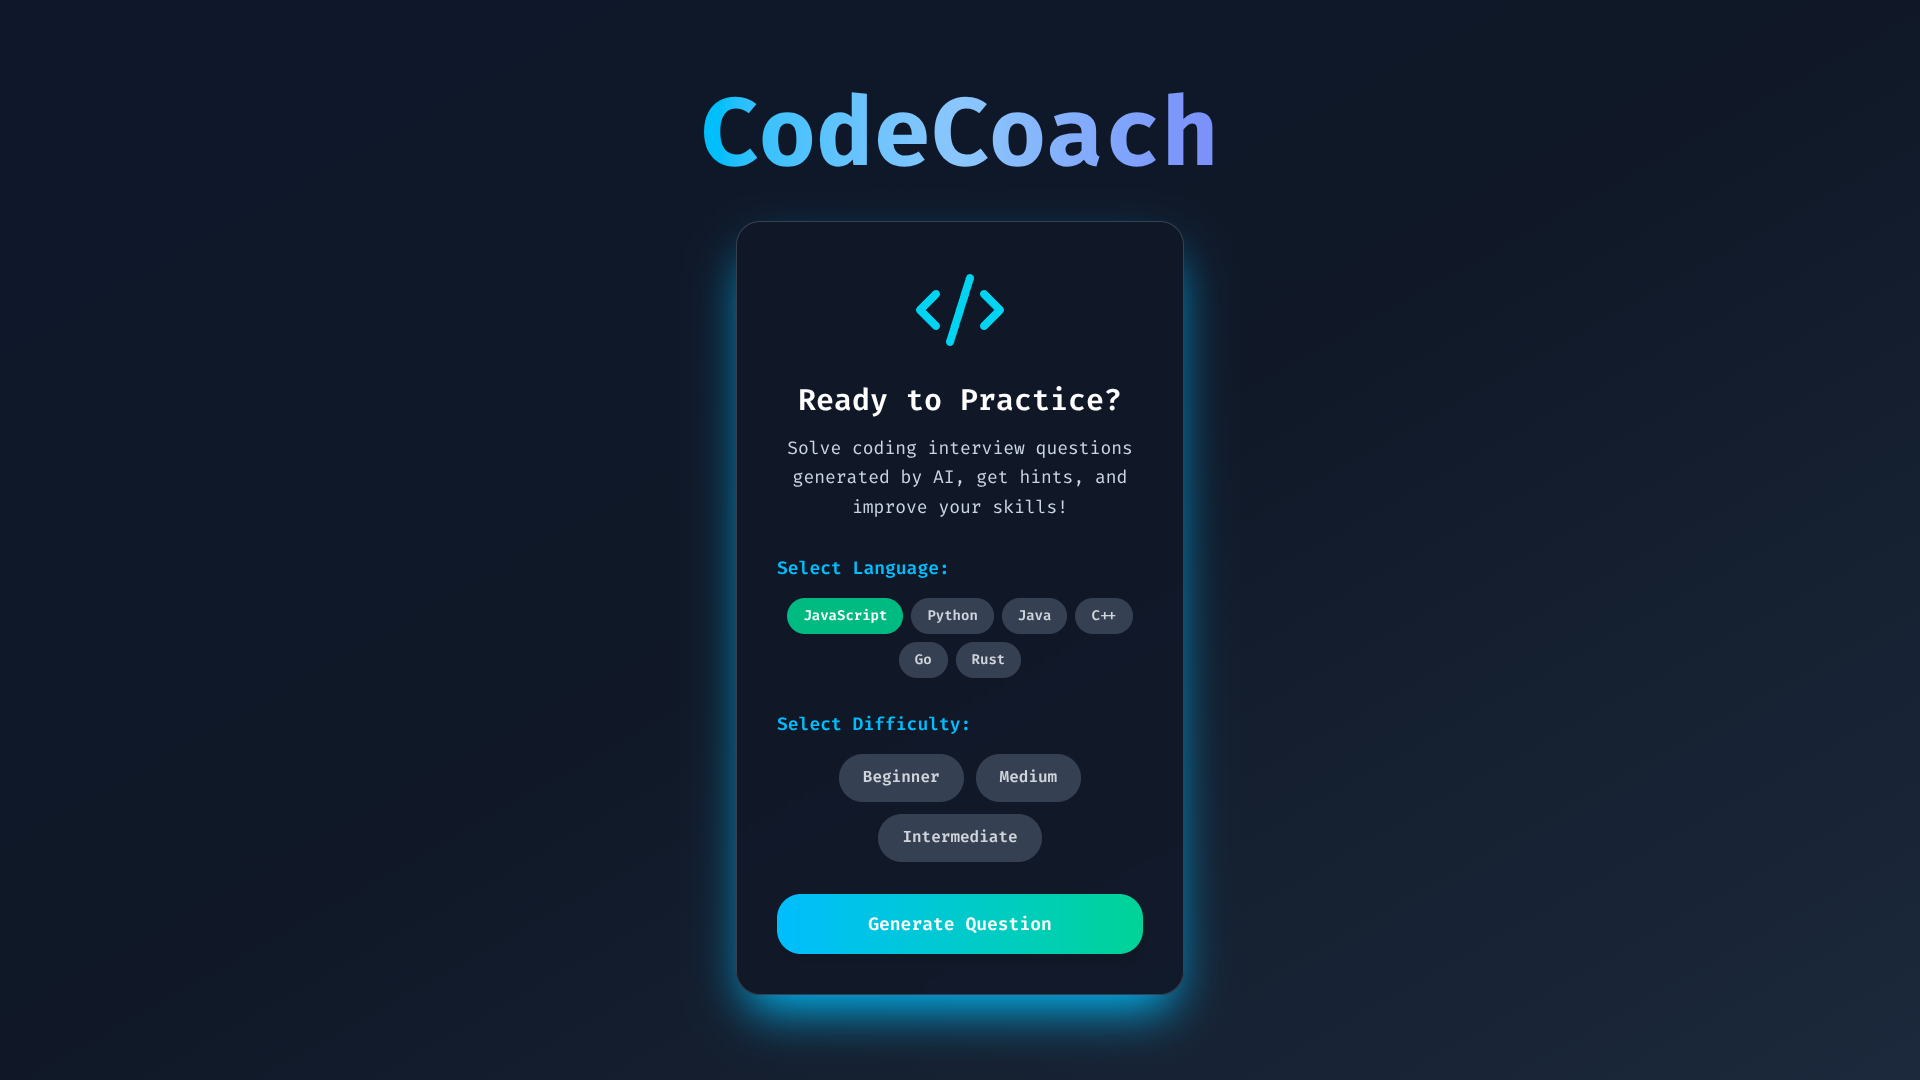 CodeCoach
Ready to Practice?
Solve coding interview questions
generated by AI, get hints, and
improve your skills!
Select Language:
JavaScript Python Java C++
Go Rust
Select Difficulty:
Beginner Medium
Intermediate
Generate Question